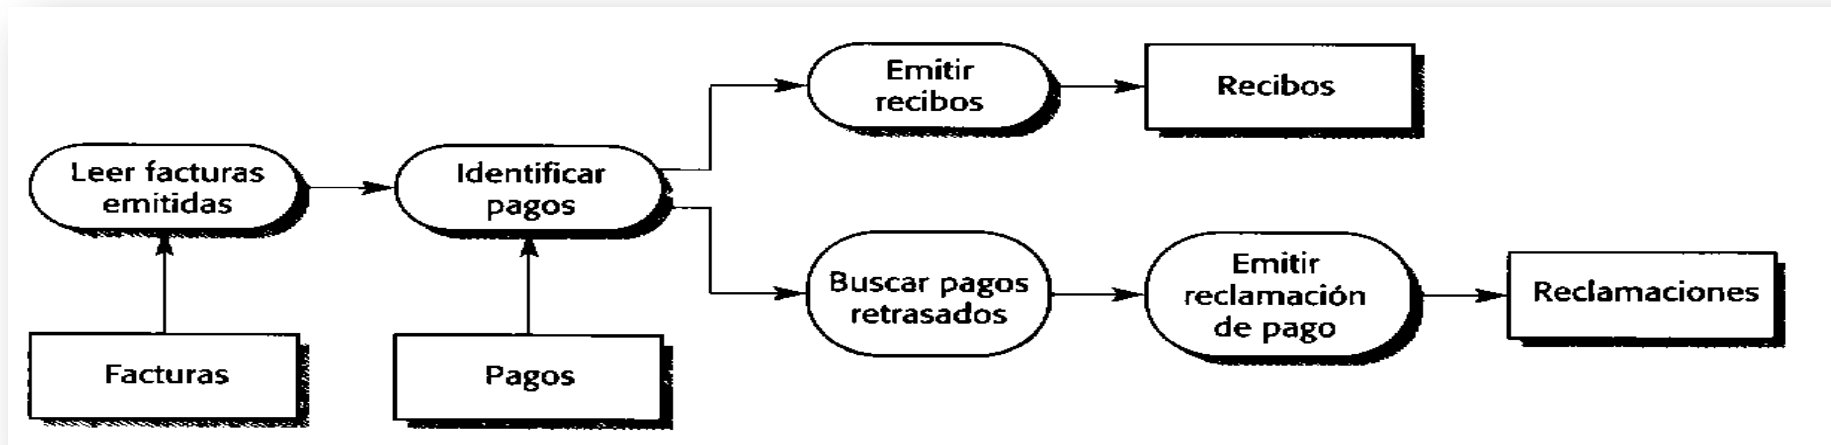 Emitir
recibos
Recibos
Leer facturas
emitidas
Identificar
pagos
Buscar pagos
retrasados
Emitir
reclamación
de pago
Reclamaciones
Facturas
Pagos